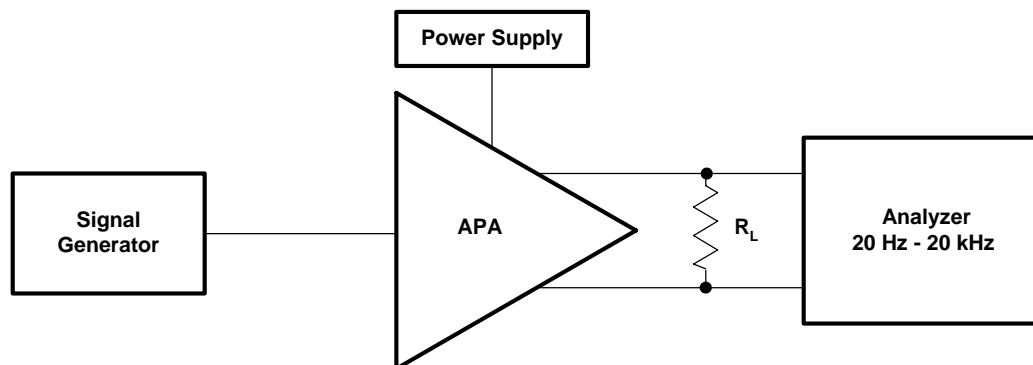 Power Supply
Signal
Generator
APA
RL
Analyzer
20 Hz - 20 kHz